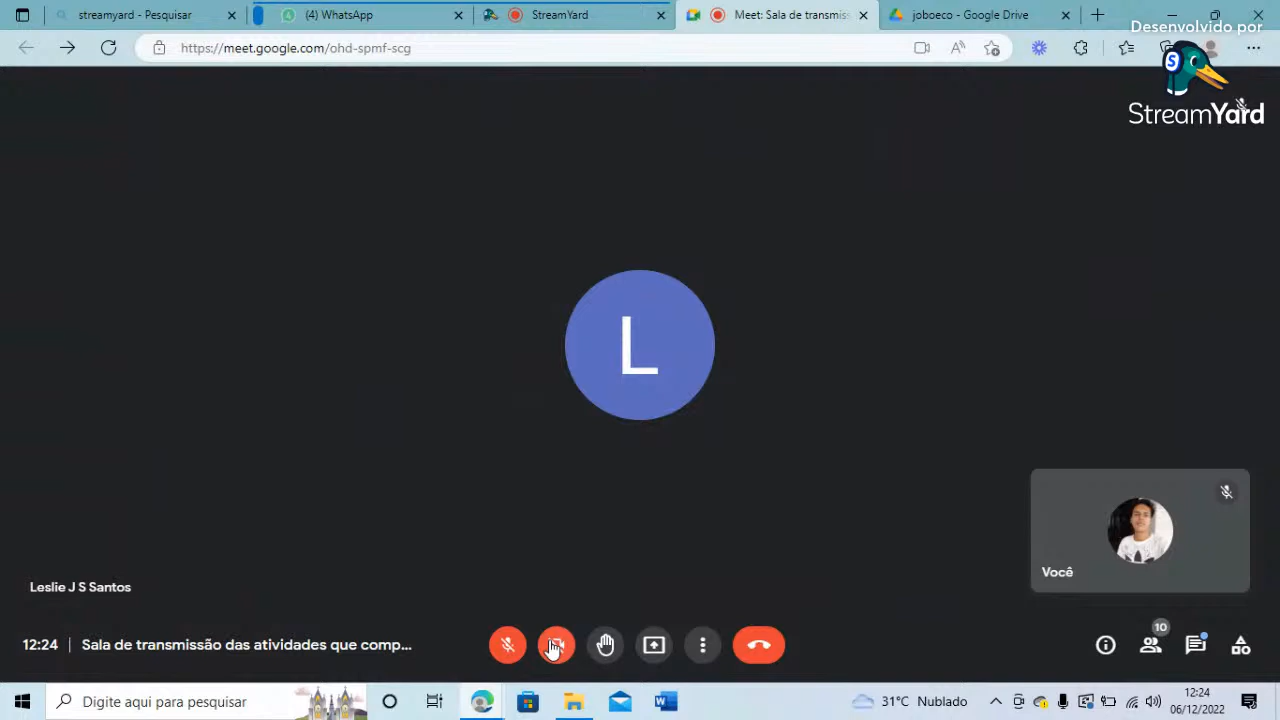 streamyard - Pesquisar
(4) WhatsApp
StreamYard
Meet: Sala de transmis
joboeco - Google Drive
https://meet.google.com/ohd-spmf-scg
Desenvolvido por
S
StreamYard
L
Você
Leslie J S Santos
12:24 | Sala de transmissão das atividades que comp...
10
Digite aqui para pesquisar
31°C Nublado
12:24
06/12/2022